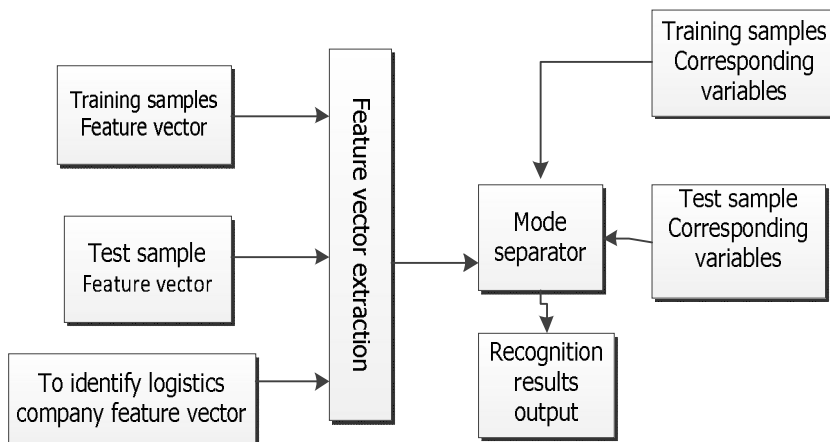 Training samples
Feature vector
Test sample
Feature vector
To identify logistics
company feature vector
Feature vector extraction
Mode
separator
Training samples
Corresponding
variables
Test sample
Corresponding
variables
Recognition
results
output